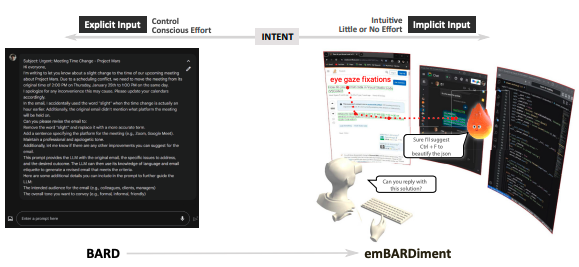 Explicit Input
Control
Conscious Effort
INTENT
Intuitive
Little or No Effort
Implicit Input
Subject: Urgent: Meeting Time Change - Project Mars
Hi everyone,
I'm writing to let you know about a slight change to the time of our upcoming meeting
about Project Mars. Due to a scheduling conflict, we need to move the meeting from its
original time of 2:00 PM on Thursday, January 25th to 1:00 PM on the same day.
I apologize for any inconvenience this may cause. Please update your calendars
accordingly.
In the email, I accidentally used the word "slight" when the time change is actually an
hour earlier. Additionally, the original email didn't mention what platform the meeting
will be held on.
Can you please revise the email to:
Remove the word "slight" and replace it with a more accurate term.
Add a sentence specifying the platform for the meeting (e.g., Zoom, Google Meet).
Maintain a professional and apologetic tone.
Additionally, let me know if there are any other improvements you can suggest for the
email.
This prompt provides the LLM with the original email, the specific issues to address,
and the desired outcome. The LLM can then use its knowledge of language and email
etiquette to generate a revised email that meets the criteria.
Here are some additional details you can include in the prompt to further guide the
LLM:
The intended audience for the email (e.g., colleagues, clients, managers)
The overall tone you want to convey (e.g., formal, informal, friendly)
Enter a prompt here
eye gaze fixations
Sure I'll suggest
Ctrl + F to
beautify the json
Can you reply with
this solution?
BARD
emBARDiment